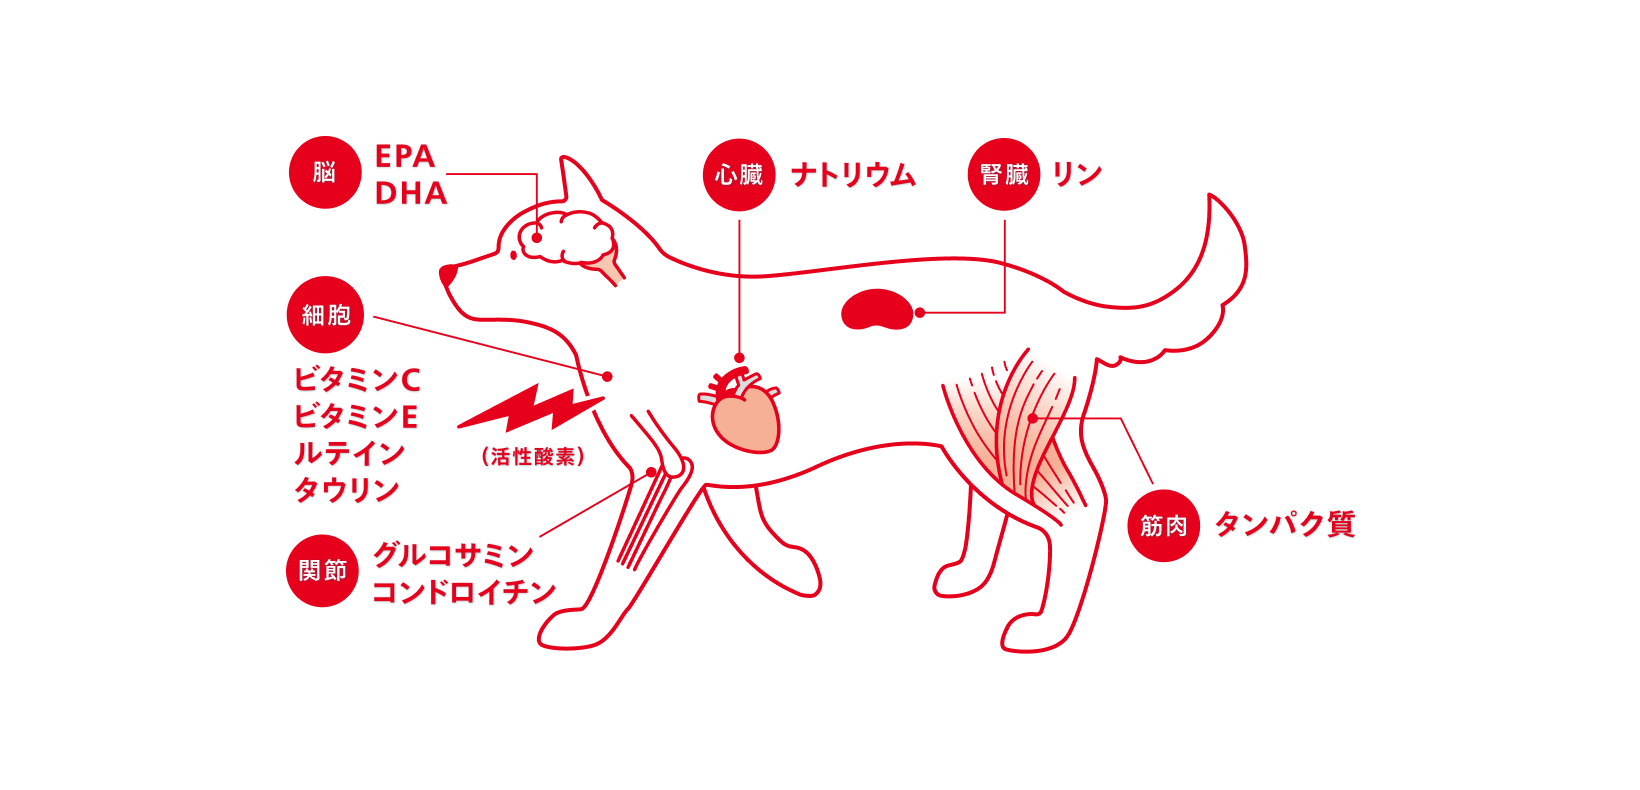 脳
EPA
DHA
心臓
ナトリウム
腎臓
リン
細胞
ビタミンC
ビタミンE
ルテイン
タウリン
(活性酸素)
関節
グルコサミン
コンドロイチン
筋肉
タンパク質